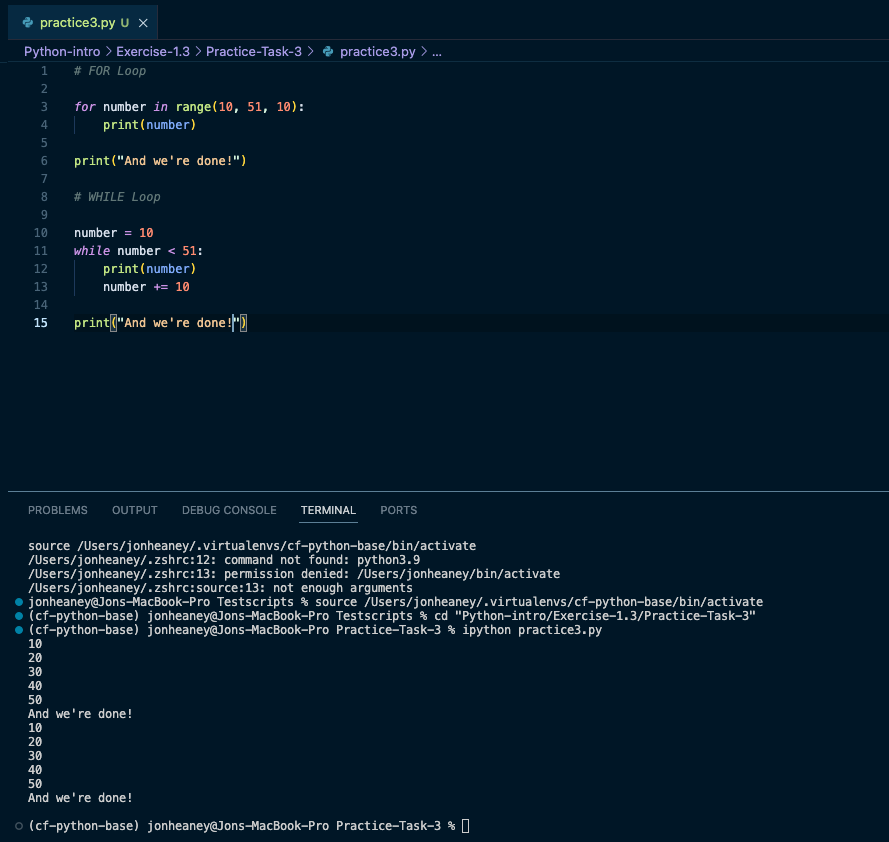 practice3.py U
Python-intro > Exercise-1.3 > Practice-Task-3 > practice3.py > ...
1 # FOR Loop
2
3 for number in range(10, 51, 10):
4     print(number)
5
6 print("And we're done!")
7
8 # WHILE Loop
9
10 number = 10
11 while number < 51:
12     print(number)
13     number += 10
14
15 print("And we're done!")
PROBLEMS OUTPUT DEBUG CONSOLE TERMINAL PORTS
source /Users/jonheaney/.virtualenvs/cf-python-base/bin/activate
/Users/jonheaney/.zshrc:12: command not found: python3.9
/Users/jonheaney/.zshrc:13: permission denied: /Users/jonheaney/bin/activate
/Users/jonheaney/.zshrc:source:13: not enough arguments
jonheaney@Jons-MacBook-Pro Testscripts % source /Users/jonheaney/.virtualenvs/cf-python-base/bin/activate
(cf-python-base) jonheaney@Jons-MacBook-Pro Testscripts % cd "Python-intro/Exercise-1.3/Practice-Task-3"
(cf-python-base) jonheaney@Jons-MacBook-Pro Practice-Task-3 % ipython practice3.py
10
20
30
40
50
And we're done!
10
20
30
40
50
And we're done!
(cf-python-base) jonheaney@Jons-MacBook-Pro Practice-Task-3 %